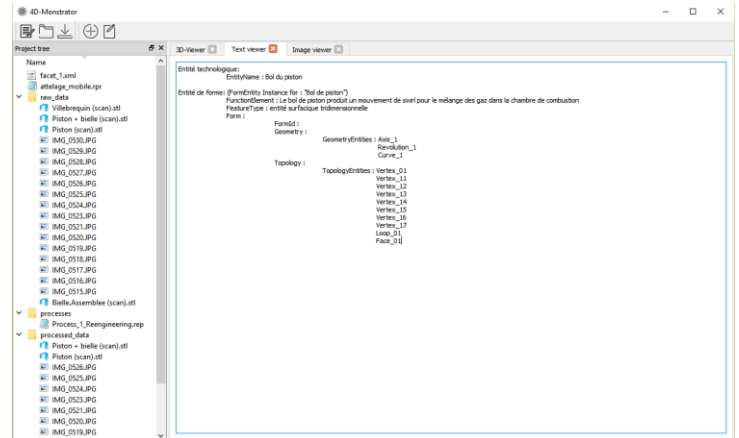 4D-Monstrator
Project tree
3D-Viewer
Text viewer
Image viewer
Name
facet_1.xml
attelage_mobile.rpr
raw_data
Villebrequin (scan).stl
Piston + bielle (scan).stl
Piston (scan).stl
IMG_0530.JPG
IMG_0529.JPG
IMG_0528.JPG
IMG_0527.JPG
IMG_0526.JPG
IMG_0525.JPG
IMG_0524.JPG
IMG_0523.JPG
IMG_0521.JPG
IMG_0520.JPG
IMG_0519.JPG
IMG_0518.JPG
IMG_0517.JPG
IMG_0516.JPG
IMG_0515.JPG
Bielle.Assemblee (scan).stl
processes
Process_1_Reengineering.rep
processed_data
Piston + bielle (scan).stl
Piston (scan).stl
IMG_0526.JPG
IMG_0525.JPG
IMG_0524.JPG
IMG_0523.JPG
IMG_0521.JPG
IMG_0520.JPG
IMG_0519.JPG
Entité technologique:
EntityName : Bol du piston
Entité de forme: (FormEntity Instance for : "Bol de piston")
FunctionElement : Le bol de piston produit un mouvement de swirl pour le mélange des gaz dans la chambre de combustion
FeatureType : entité surfacique tridimensionnelle
Form :
FormId :
Geometry :
GeometryEntities : Axis_1
Revolution_1
Curve_1
Topology :
TopologyEntities : Vertex_01
Vertex_11
Vertex_12
Vertex_13
Vertex_14
Vertex_15
Vertex_16
Vertex_17
Loop_01
Face_01